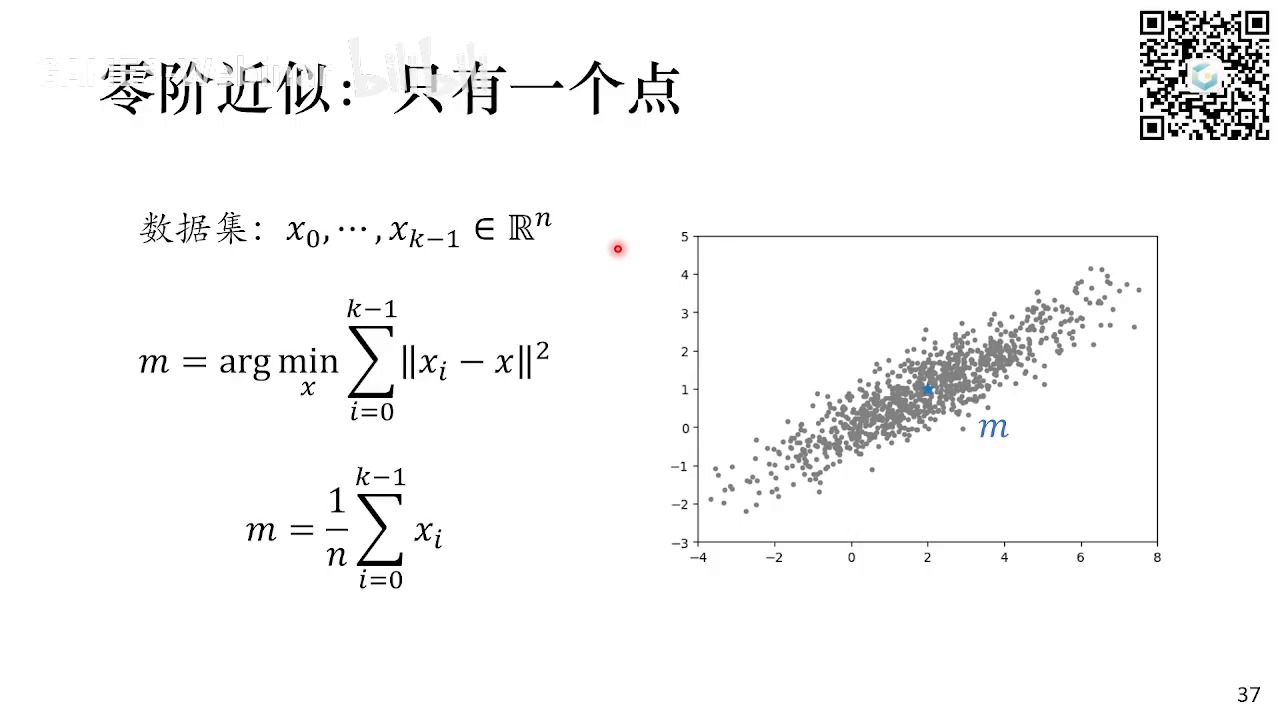 零阶近似：只有一个点
数据集：x_0, ⋯, x_{k−1} ∈ ℝ^n
m = arg min_x ∑_{i=0}^{k−1} ‖x_i − x‖^2
m = 1/n ∑_{i=0}^{k−1} x_i
5
4
3
2
1
0
−1
−2
−3
−4 −2 0 2 4 6 8
m
37